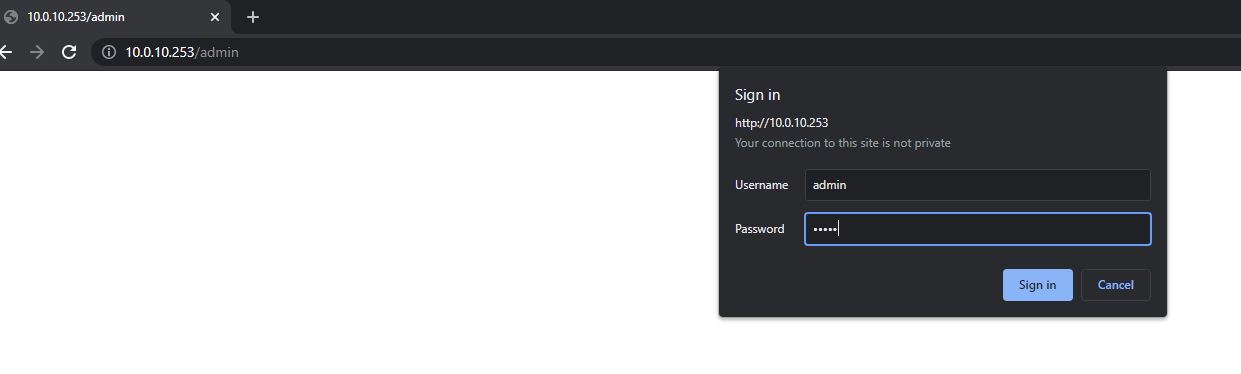 10.0.10.253/admin
10.0.10.253/admin
Sign in
http://10.0.10.253
Your connection to this site is not private
Username admin
Password •••••
Sign in Cancel